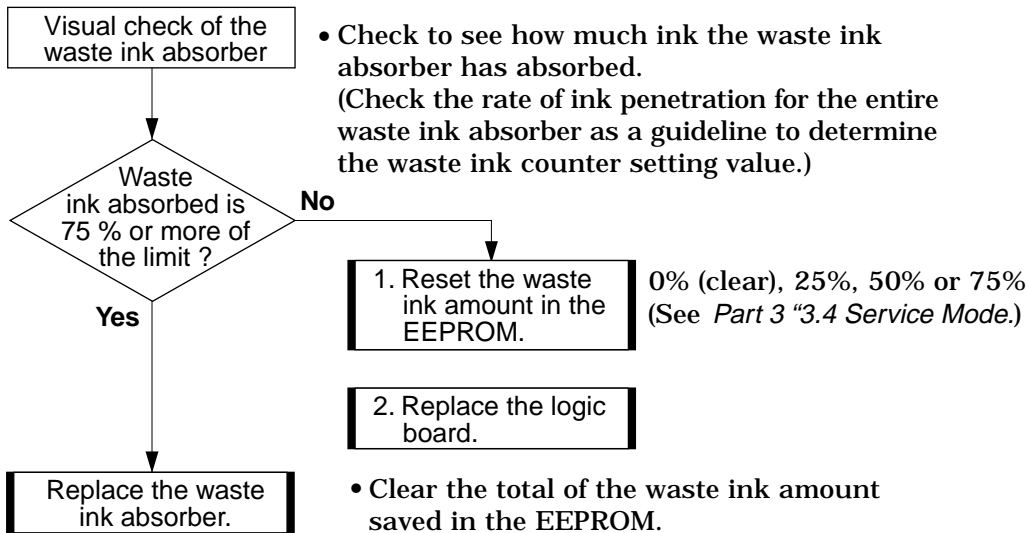 Visual check of the
waste ink absorber
• Check to see how much ink the waste ink
absorber has absorbed.
(Check the rate of ink penetration for the entire
waste ink absorber as a guideline to determine
the waste ink counter setting value.)
Waste
ink absorbed is
75 % or more of
the limit ?
No
Yes
1. Reset the waste
ink amount in the
EEPROM.
0% (clear), 25%, 50% or 75%
(See Part 3 “3.4 Service Mode.)
2. Replace the logic
board.
Replace the waste
ink absorber.
• Clear the total of the waste ink amount
saved in the EEPROM.